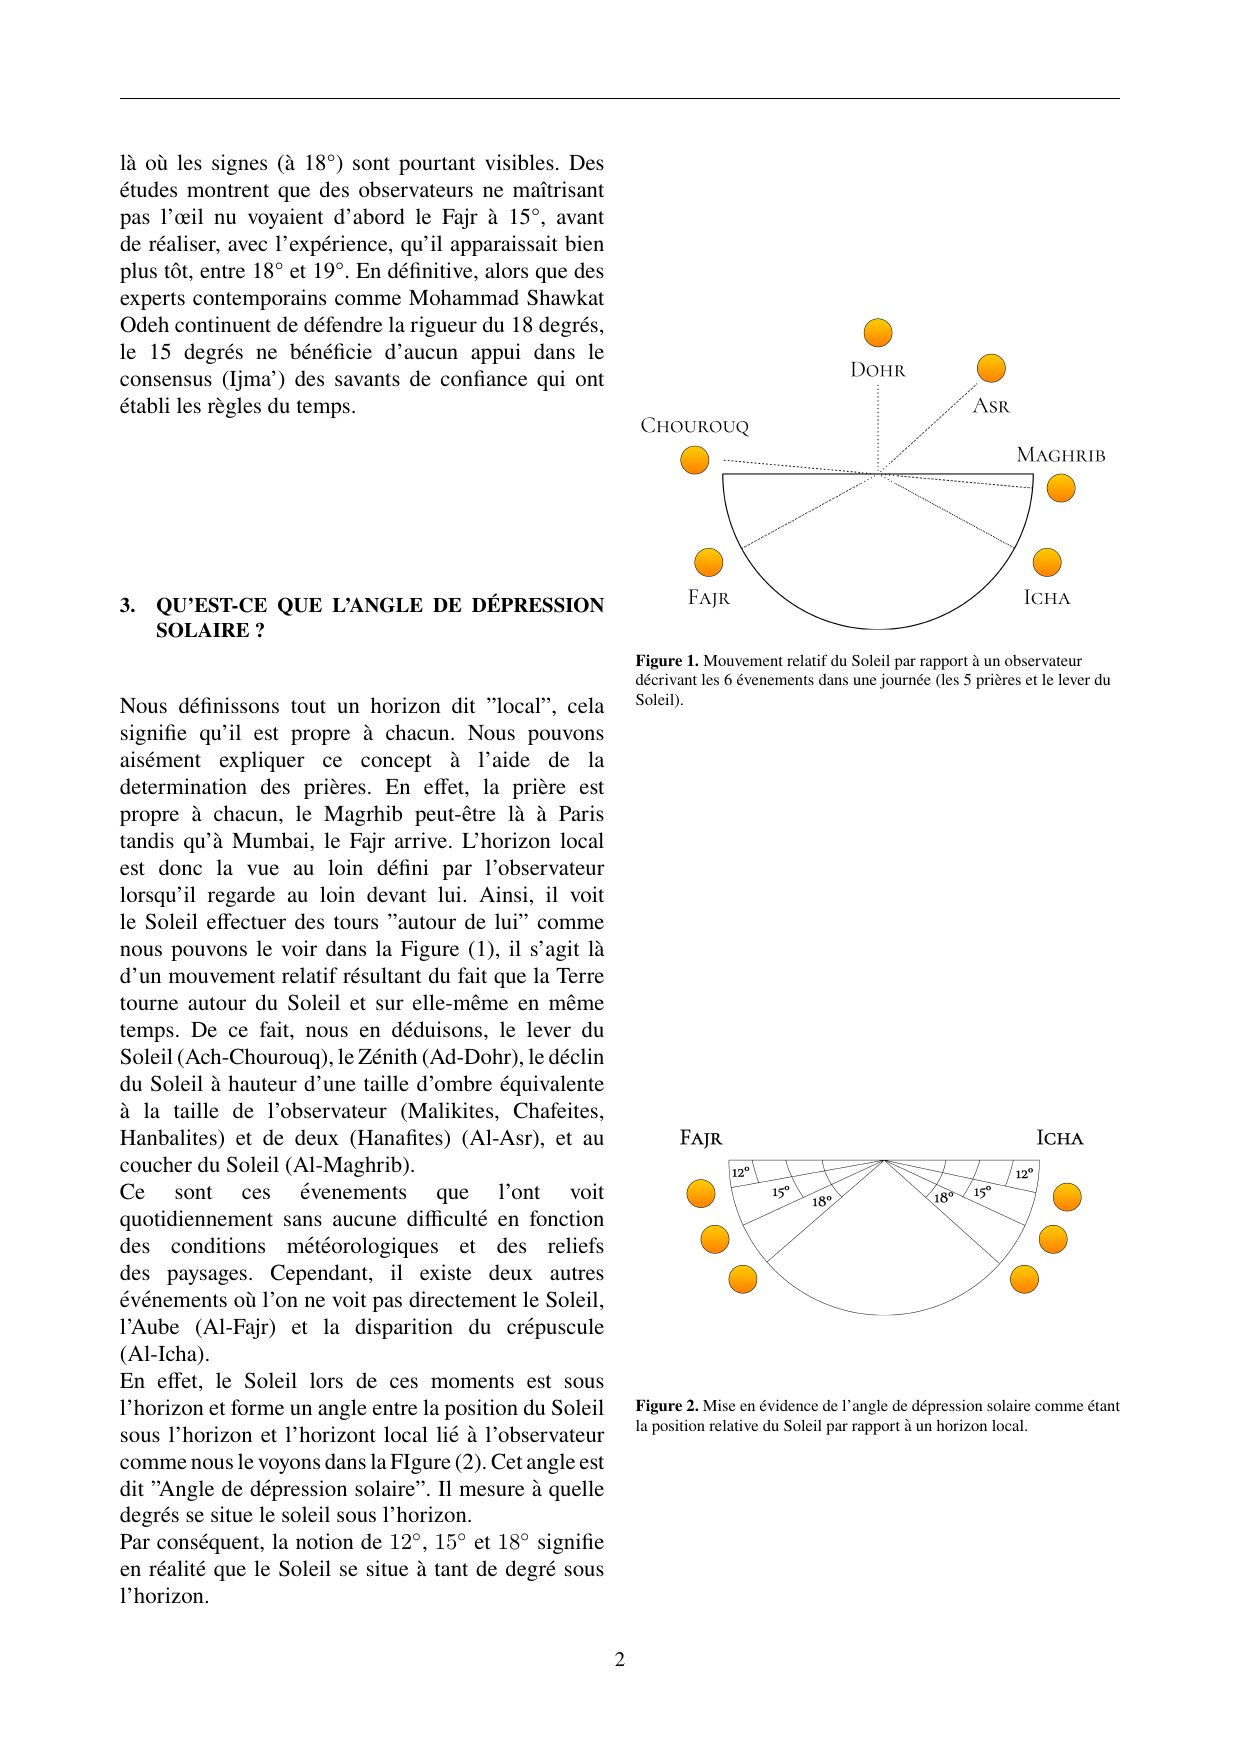 là où les signes (à 18°) sont pourtant visibles. Des
études montrent que des observateurs ne maîtrisant
pas l’œil nu voyaient d’abord le Fajr à 15°, avant
de réaliser, avec l’expérience, qu’il apparaissait bien
plus tôt, entre 18° et 19°. En définitive, alors que des
experts contemporains comme Mohammad Shawkat
Odeh continuent de défendre la rigueur du 18 degrés,
le 15 degrés ne bénéficie d’aucun appui dans le
consensus (Ijma’) des savants de confiance qui ont
établi les règles du temps.
3. QU’EST-CE QUE L’ANGLE DE DÉPRESSION
SOLAIRE ?
Nous définissons tout un horizon dit ”local”, cela
signifie qu’il est propre à chacun. Nous pouvons
aisément expliquer ce concept à l’aide de la
determination des prières. En effet, la prière est
propre à chacun, le Magrhib peut-être là à Paris
tandis qu’à Mumbai, le Fajr arrive. L’horizon local
est donc la vue au loin défini par l’observateur
lorsqu’il regarde au loin devant lui. Ainsi, il voit
le Soleil effectuer des tours ”autour de lui” comme
nous pouvons le voir dans la Figure (1), il s’agit là
d’un mouvement relatif résultant du fait que la Terre
tourne autour du Soleil et sur elle-même en même
temps. De ce fait, nous en déduisons, le lever du
Soleil (Ach-Chourouq), le Zénith (Ad-Dohr), le déclin
du Soleil à hauteur d’une taille d’ombre équivalente
à la taille de l’observateur (Malikites, Chafeites,
Hanbalites) et de deux (Hanafites) (Al-Asr), et au
coucher du Soleil (Al-Maghrib).
Ce sont ces évenements que l’ont voit
quotidiennement sans aucune difficulté en fonction
des conditions météorologiques et des reliefs
des paysages. Cependant, il existe deux autres
événements où l’on ne voit pas directement le Soleil,
l’Aube (Al-Fajr) et la disparition du crépuscule
(Al-Icha).
En effet, le Soleil lors de ces moments est sous
l’horizon et forme un angle entre la position du Soleil
sous l’horizon et l’horizont local lié à l’observateur
comme nous le voyons dans la FIgure (2). Cet angle est
dit ”Angle de dépression solaire”. Il mesure à quelle
degrés se situe le soleil sous l’horizon.
Par conséquent, la notion de 12°, 15° et 18° signifie
en réalité que le Soleil se situe à tant de degré sous
l’horizon.
DOHR
ASR
CHOUROUQ
MAGHRIB
FAJR
ICHA
Figure 1. Mouvement relatif du Soleil par rapport à un observateur
décrivant les 6 évenements dans une journée (les 5 prières et le lever du
Soleil).
FAJR
ICHA
12º
12º
15º
15º
18º
18º
Figure 2. Mise en évidence de l’angle de dépression solaire comme étant
la position relative du Soleil par rapport à un horizon local.
2